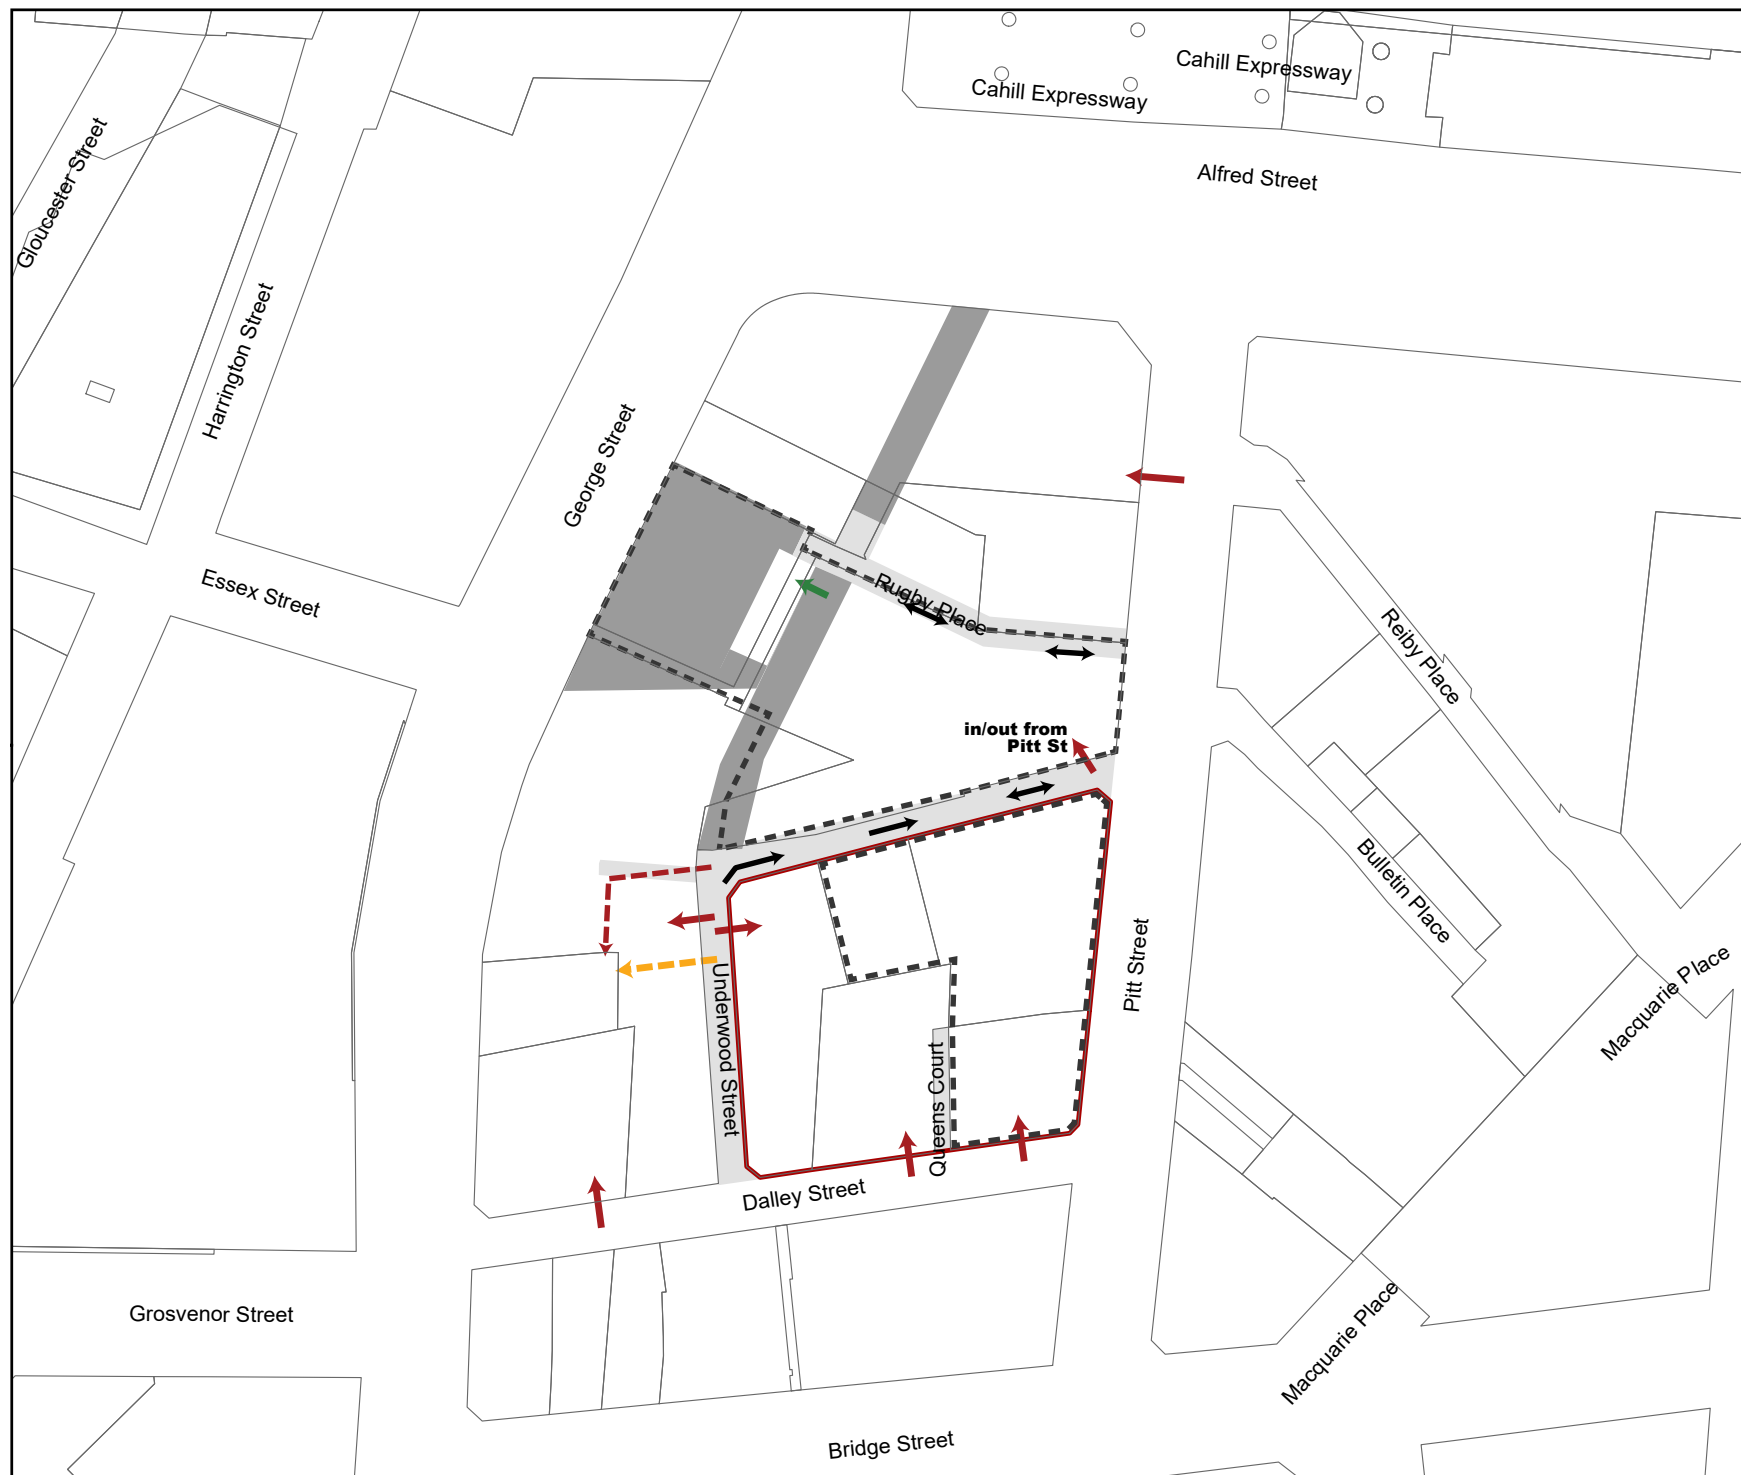 Cahill Expressway
Cahill Expressway
Alfred Street
Gloucester Street
Harrington Street
George Street
Essex Street
Rugby Place
Reiby Place
in/out from
Pitt St
Bulletin Place
Pitt Street
Macquarie Place
Underwood Street
Queens Court
Dalley Street
Grosvenor Street
Macquarie Place
Bridge Street